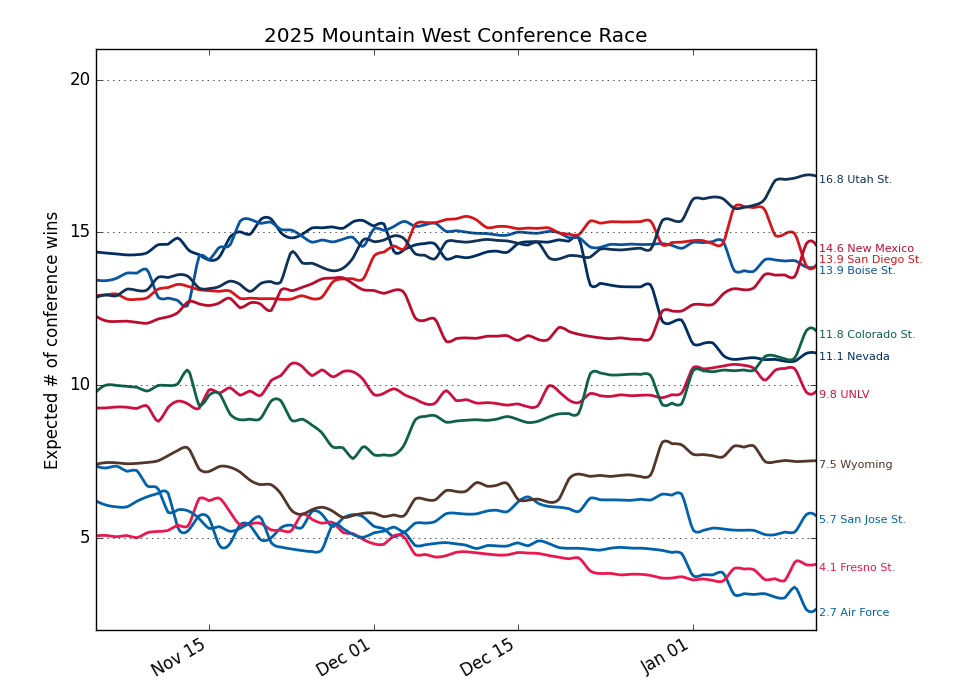 2025 Mountain West Conference Race
Expected # of conference wins
20
15
10
5
16.8 Utah St.
14.6 New Mexico
13.9 San Diego St.
13.9 Boise St.
11.8 Colorado St.
11.1 Nevada
9.8 UNLV
7.5 Wyoming
5.7 San Jose St.
4.1 Fresno St.
2.7 Air Force
Nov 15
Dec 01
Dec 15
Jan 01